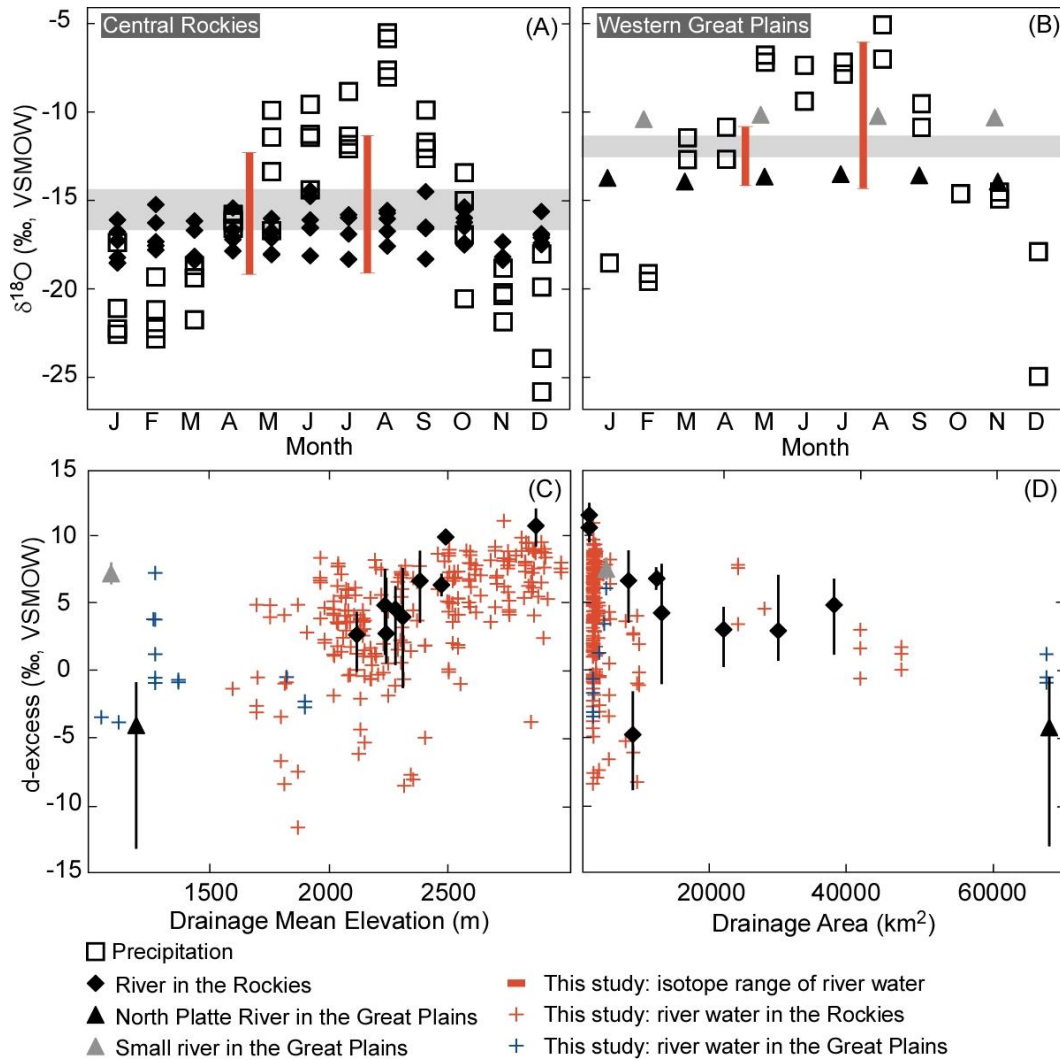 Central Rockies (A)
Western Great Plains (B)
-5
-10
-15
-20
-25
δ¹⁸O (‰, VSMOW)
J F M A M J J A S O N D
Month
J F M A M J J A S O N D
Month
(C)
(D)
15
10
5
0
-5
-10
-15
d-excess (‰, VSMOW)
1500 2000 2500
Drainage Mean Elevation (m)
20000 40000 60000
Drainage Area (km²)
Precipitation
River in the Rockies
North Platte River in the Great Plains
Small river in the Great Plains
This study: isotope range of river water
This study: river water in the Rockies
This study: river water in the Great Plains